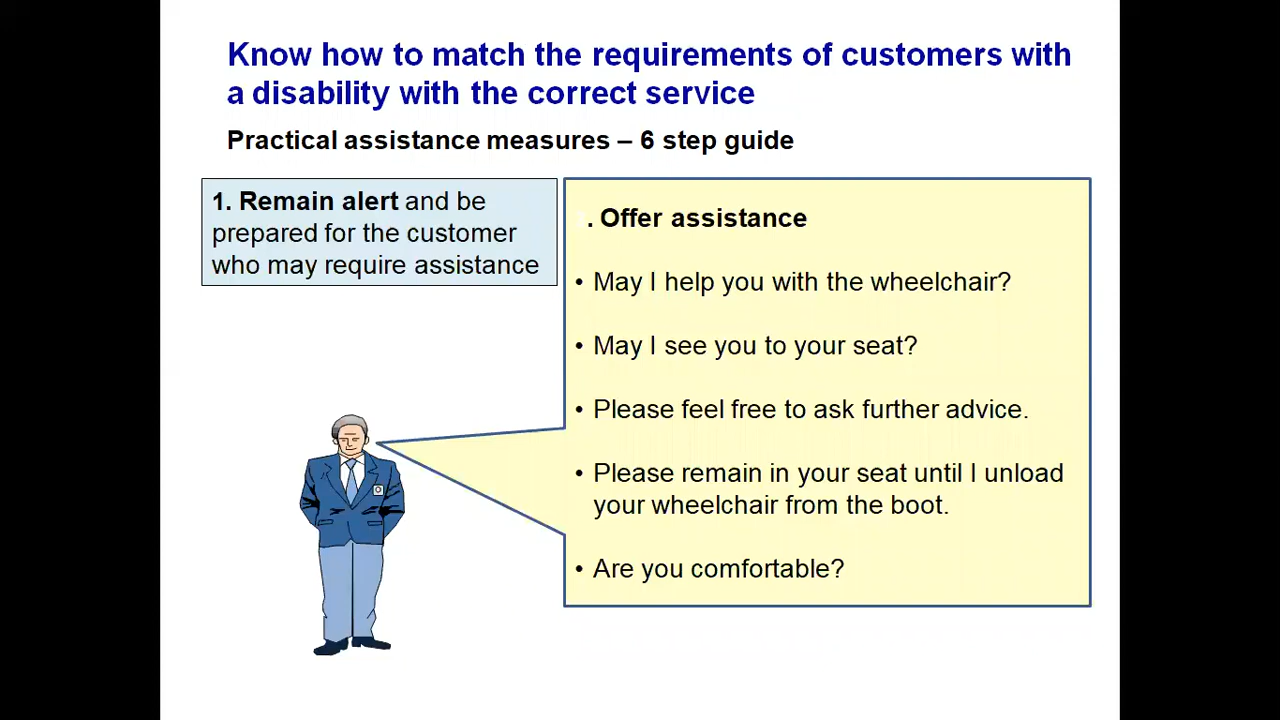 Know how to match the requirements of customers with
a disability with the correct service
Practical assistance measures – 6 step guide
1. Remain alert and be
prepared for the customer
who may require assistance
. Offer assistance
• May I help you with the wheelchair?
• May I see you to your seat?
• Please feel free to ask further advice.
• Please remain in your seat until I unload
your wheelchair from the boot.
• Are you comfortable?